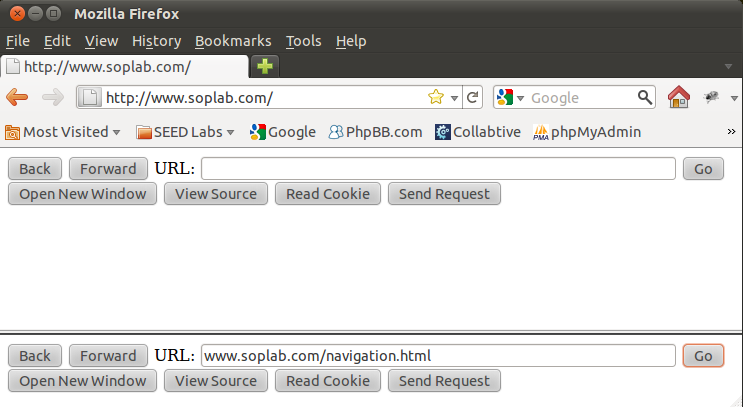 Mozilla Firefox
File Edit View History Bookmarks Tools Help
http://www.soplab.com/
http://www.soplab.com/ Google
Most Visited SEED Labs Google PhpBB.com Collabtive PMA phpMyAdmin »
Back Forward URL: Go
Open New Window View Source Read Cookie Send Request
Back Forward URL: www.soplab.com/navigation.html Go
Open New Window View Source Read Cookie Send Request